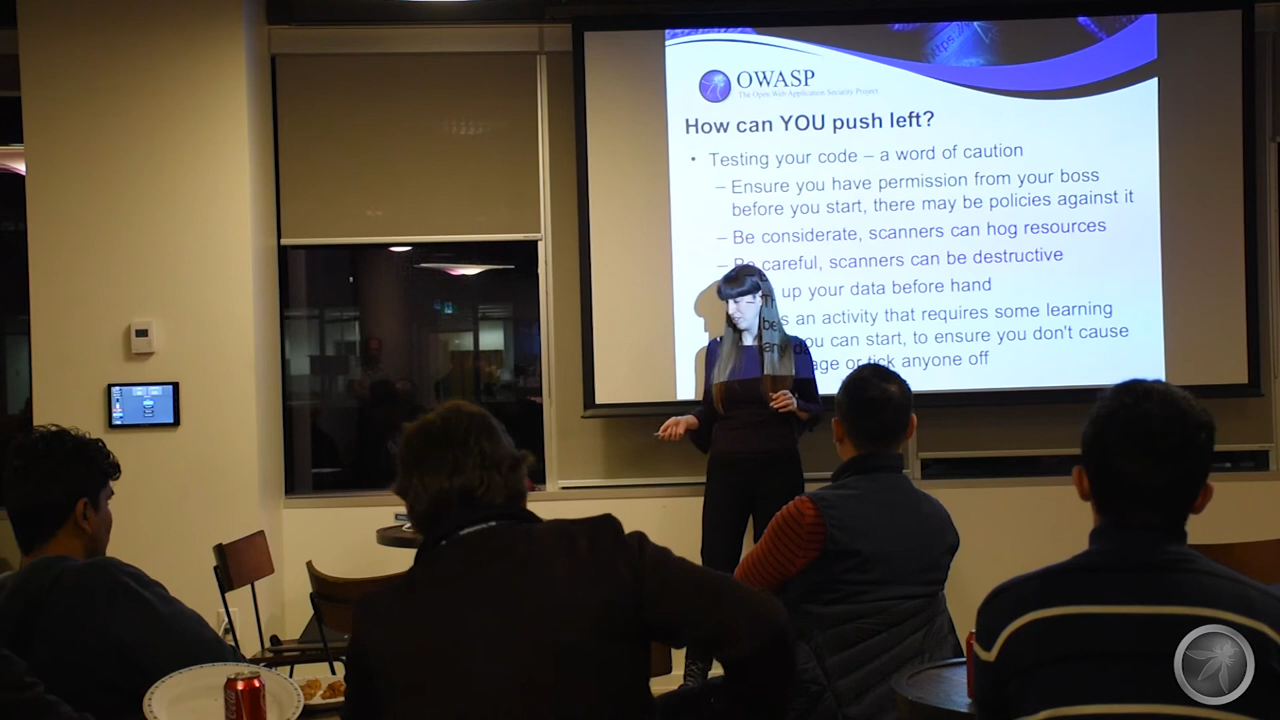 https://
OWASP
The Open Web Application Security Project
How can YOU push left?
• Testing your code – a word of caution
– Ensure you have permission from your boss
before you start, there may be policies against it
– Be considerate, scanners can hog resources
– Be careful, scanners can be destructive
up your data before hand
an activity that requires some learning
you can start, to ensure you don't cause
or tick anyone off